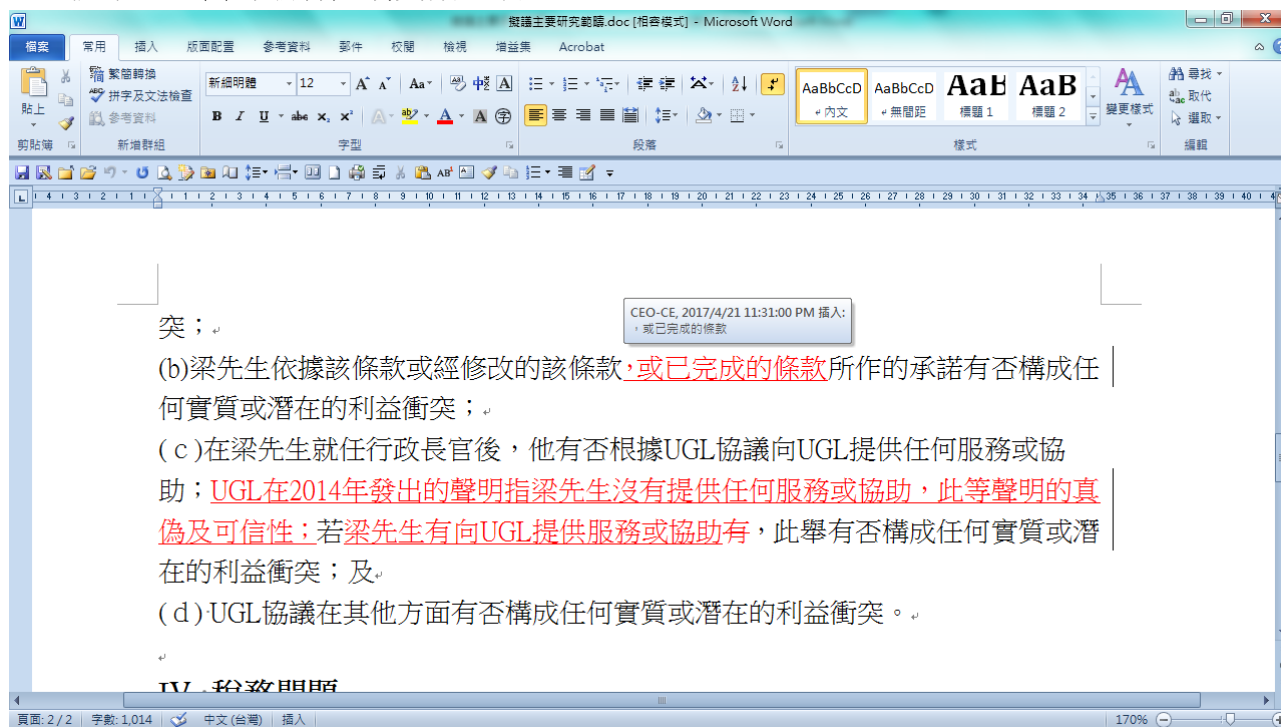 擬議主要研究範疇.doc [相容模式] - Microsoft Word
檔案 常用 插入 版面配置 參考資料 郵件 校閱 檢視 增益集 Acrobat
貼上 繁簡轉換 拼字及文法檢查 參考資料
新細明體 12
AaBbCcD AaBbCcD AaB AaB
內文 無間距 標題 1 標題 2 變更樣式
尋找 取代 選取
剪貼簿 新增群組 字型 段落 樣式 編輯
CEO-CE, 2017/4/21 11:31:00 PM 插入:
，或已完成的條款
突；
(b)梁先生依據該條款或經修改的該條款，或已完成的條款所作的承諾有否構成任
何實質或潛在的利益衝突；
(c)在梁先生就任行政長官後，他有否根據UGL協議向UGL提供任何服務或協
助；UGL在2014年發出的聲明指梁先生沒有提供任何服務或協助，此等聲明的真
偽及可信性；若梁先生有向UGL提供服務或協助有，此舉有否構成任何實質或潛
在的利益衝突；及
(d) UGL協議在其他方面有否構成任何實質或潛在的利益衝突。
IV. 稅務問題
頁面: 2 / 2 字數: 1,014 中文 (台灣) 插入 170%